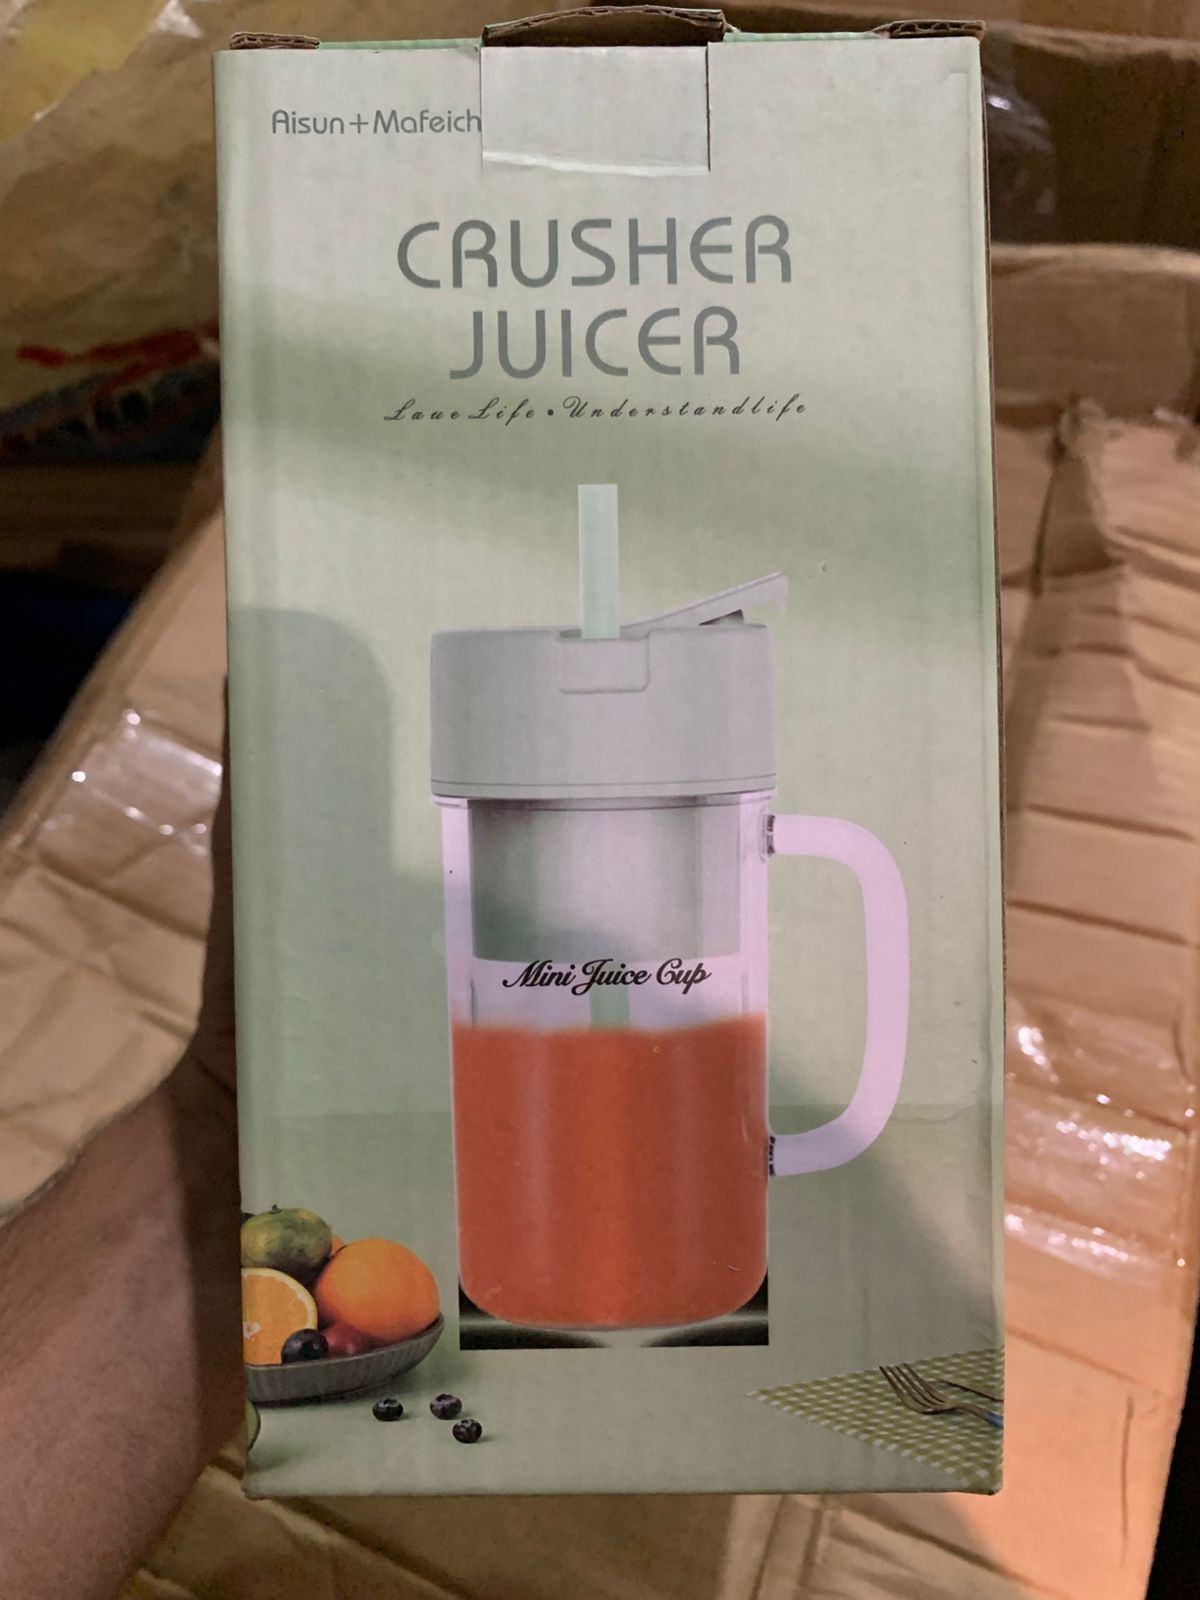 Aisun+Mafeich
CRUSHER
JUICER
Laue Life • Understandlife
Mini Juice Cup